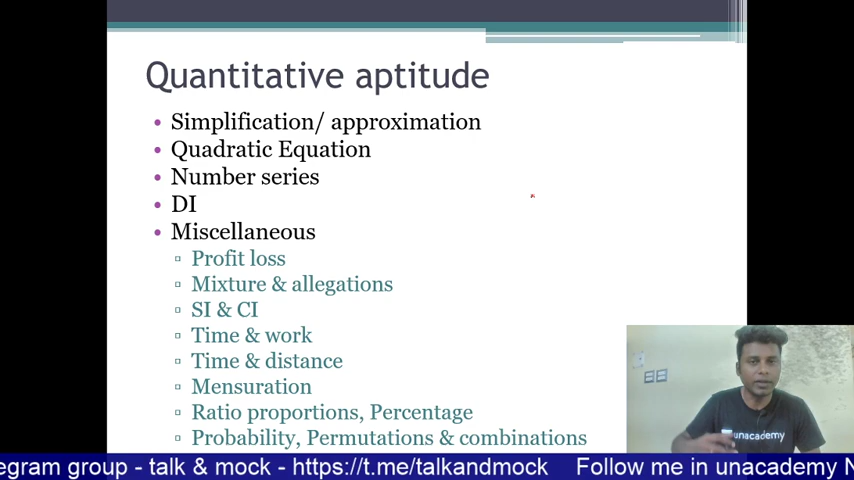 Quantitative aptitude
• Simplification/ approximation
• Quadratic Equation
• Number series
• DI
• Miscellaneous
▫ Profit loss
▫ Mixture & allegations
▫ SI & CI
▫ Time & work
▫ Time & distance
▫ Mensuration
▫ Ratio proportions, Percentage
▫ Probability, Permutations & combinations
unacademy
egram group - talk & mock - https://t.me/talkandmock Follow me in unacademy N